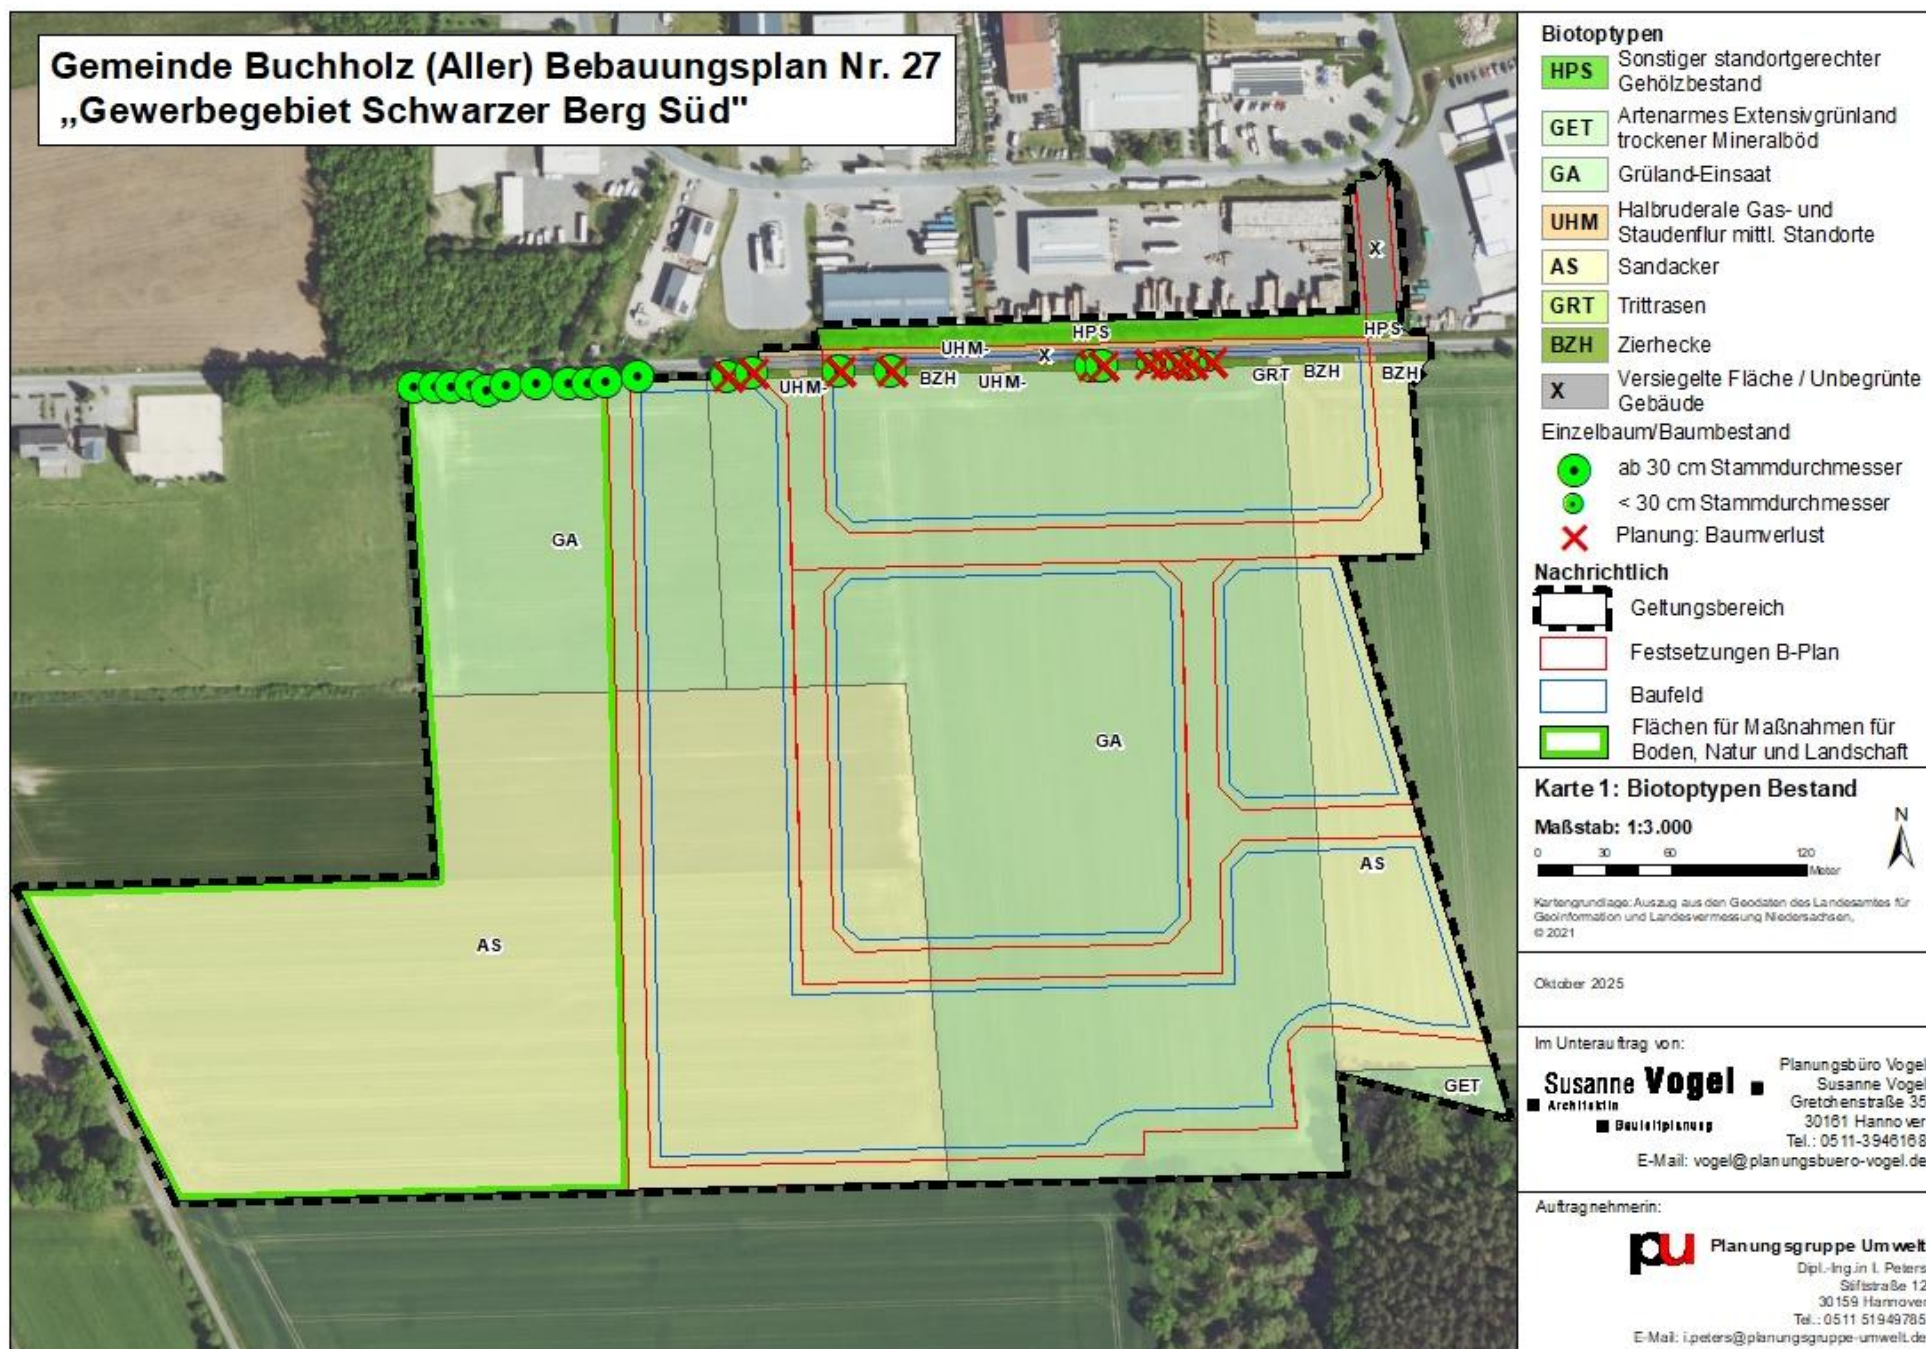 Gemeinde Buchholz (Aller) Bebauungsplan Nr. 27
„Gewerbegebiet Schwarzer Berg Süd"
X
HPS
HPS
UHM-
X
UHM-
BZH
UHM-
GRT
BZH
BZH
GA
GA
AS
AS
GET
Biotoptypen
HPS Sonstiger standortgerechter
Gehölzbestand
GET Artenarmes Extensivgrünland
trockener Mineralböd
GA Grüland-Einsaat
UHM Halbruderale Gas- und
Staudenflur mittl. Standorte
AS Sandacker
GRT Trittrasen
BZH Zierhecke
X Versiegelte Fläche / Unbegrünte
Gebäude
Einzelbaum/Baumbestand
ab 30 cm Stammdurchmesser
< 30 cm Stammdurchmesser
Planung: Baumverlust
Nachrichtlich
Geltungsbereich
Festsetzungen B-Plan
Baufeld
Flächen für Maßnahmen für
Boden, Natur und Landschaft
Karte 1: Biotoptypen Bestand
Maßstab: 1:3.000
N
0 30 60 120
Meter
Kartengrundlage: Auszug aus den Geodaten des Landesamtes für
Geoinformation und Landesvermessung Niedersachsen,
© 2021
Oktober 2025
Im Unterauftrag von:
Susanne Vogel
Architektin
Bauleitplanung
Planungsbüro Vogel
Susanne Vogel
Gretchenstraße 35
30161 Hannover
Tel.: 0511-3946168
E-Mail: vogel@planungsbuero-vogel.de
Auftragnehmerin:
pu
Planungsgruppe Umwelt
Dipl.-Ing.in I. Peters
Stiftstraße 12
30159 Hannover
Tel.: 0511 51949785
E-Mail: i.peters@planungsgruppe-umwelt.de